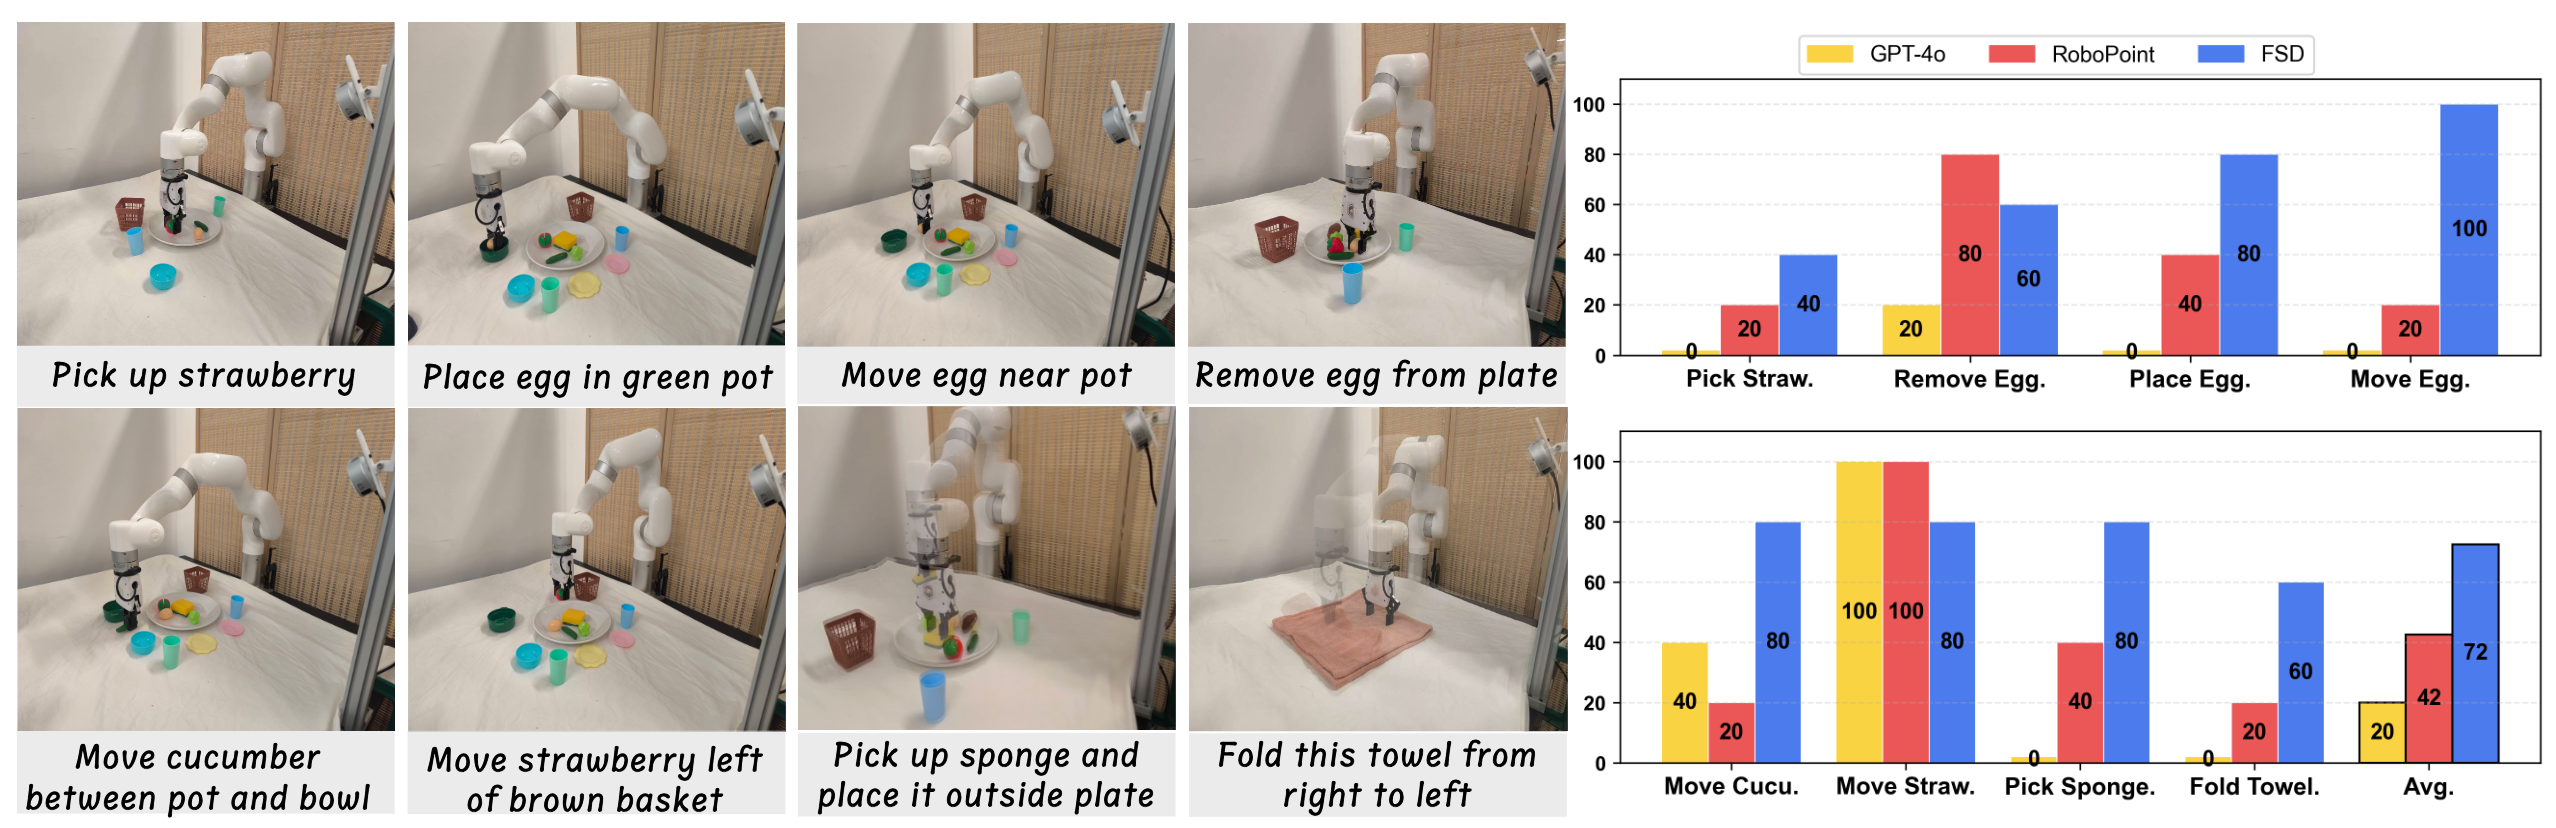 Pick up strawberry
Place egg in green pot
Move egg near pot
Remove egg from plate
Move cucumber
between pot and bowl
Move strawberry left
of brown basket
Pick up sponge and
place it outside plate
Fold this towel from
right to left
GPT-4o RoboPoint FSD
100
80
60
40
20
0
0 20 40
20 80 60
0 40 80
0 20 100
Pick Straw. Remove Egg. Place Egg. Move Egg.
100
80
60
40
20
0
40 20 80
100 100 80
0 40 80
0 20 60
20 42 72
Move Cucu. Move Straw. Pick Sponge. Fold Towel. Avg.